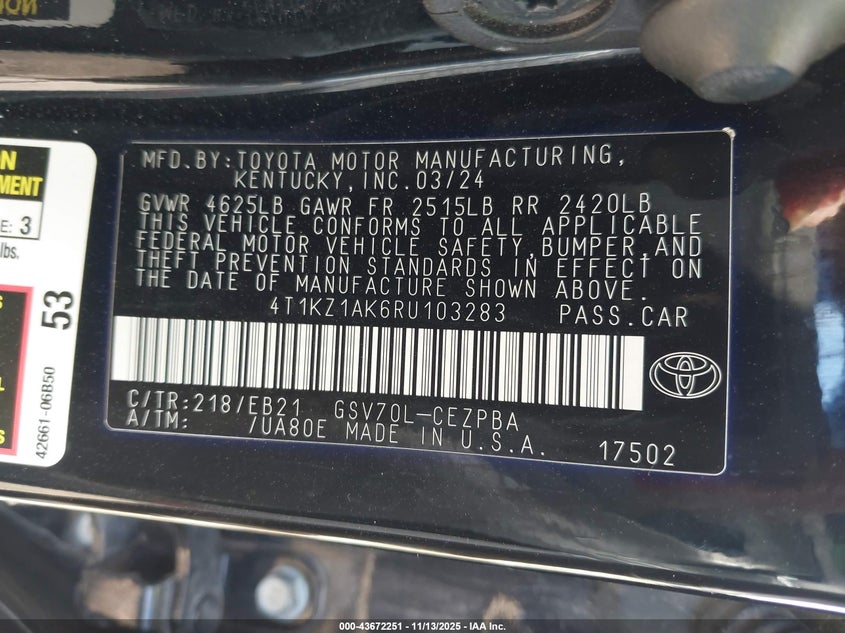 MFD.BY:TOYOTA MOTOR MANUFACTURING,
KENTUCKY,INC.03/24
GVWR 4625LB GAWR FR 2515LB RR 2420LB
THIS VEHICLE CONFORMS TO ALL APPLICABLE
FEDERAL MOTOR VEHICLE SAFETY,BUMPER,AND
THEFT PREVENTION STANDARDS IN EFFECT ON
THE DATE OF MANUFACTURE SHOWN ABOVE.
4T1KZ1AK6RU103283 PASS.CAR
C/TR:218/EB21 GSV70L-CEZPBA
A/TM: /UA80E MADE IN U.S.A.
17502
3
lbs.
53
42661-06B50
000-43672251 - 11/13/2025 - IAA Inc.